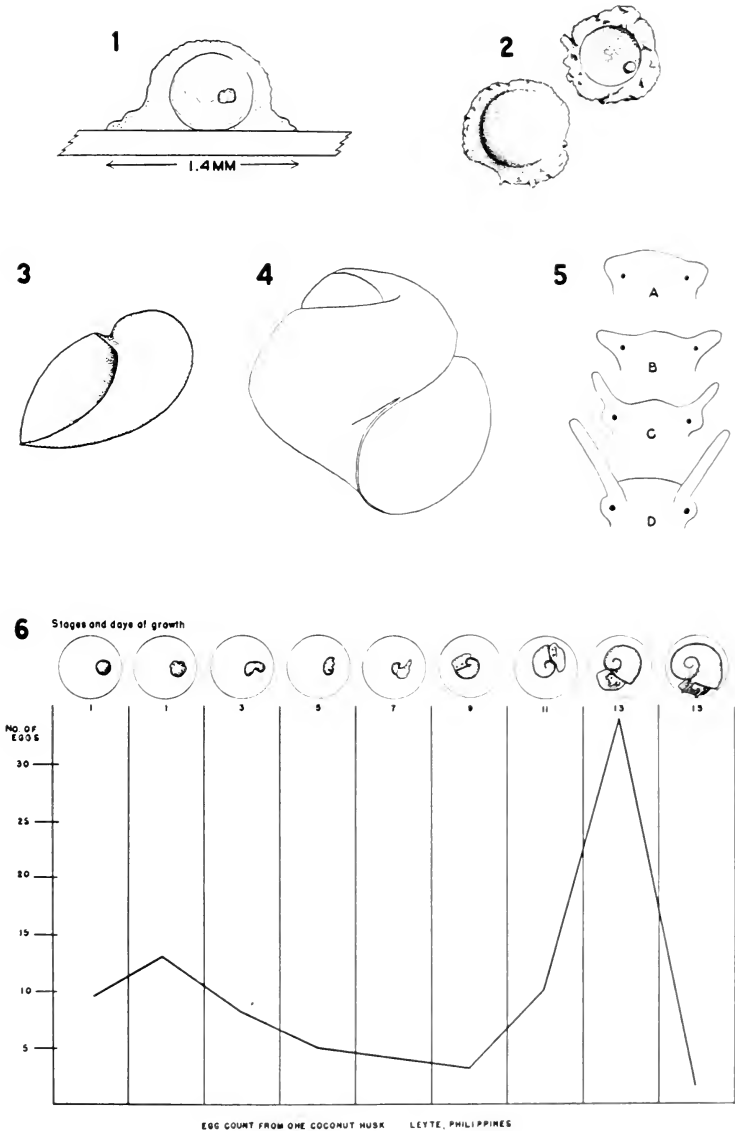 1
2
1.4MM
3
4
5
A
B
C
D
6
Stages and days of growth
1 1 3 5 7 9 11 13 15
NO. OF
EGGS
30
25
20
15
10
5
EGG COUNT FROM ONE COCONUT HUSK LEYTE, PHILIPPINES